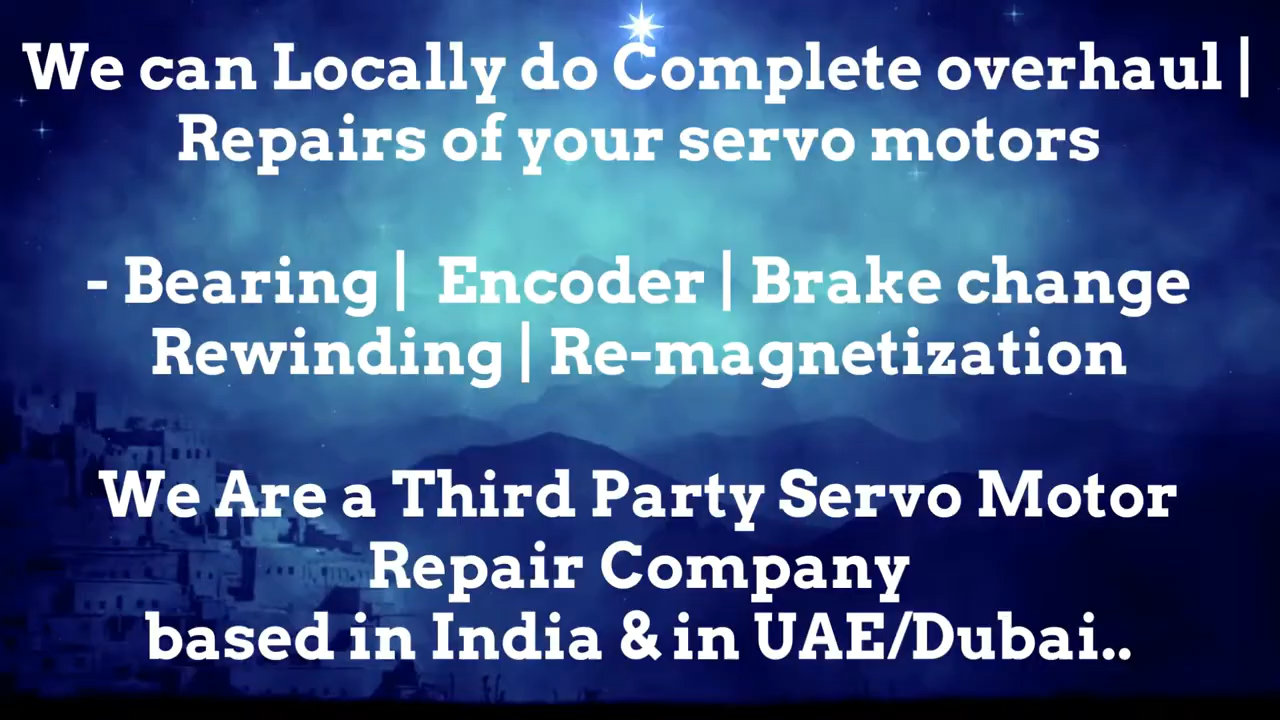 We can Locally do Complete overhaul |
Repairs of your servo motors
- Bearing | Encoder | Brake change
Rewinding | Re-magnetization
We Are a Third Party Servo Motor
Repair Company
based in India & in UAE/Dubai..